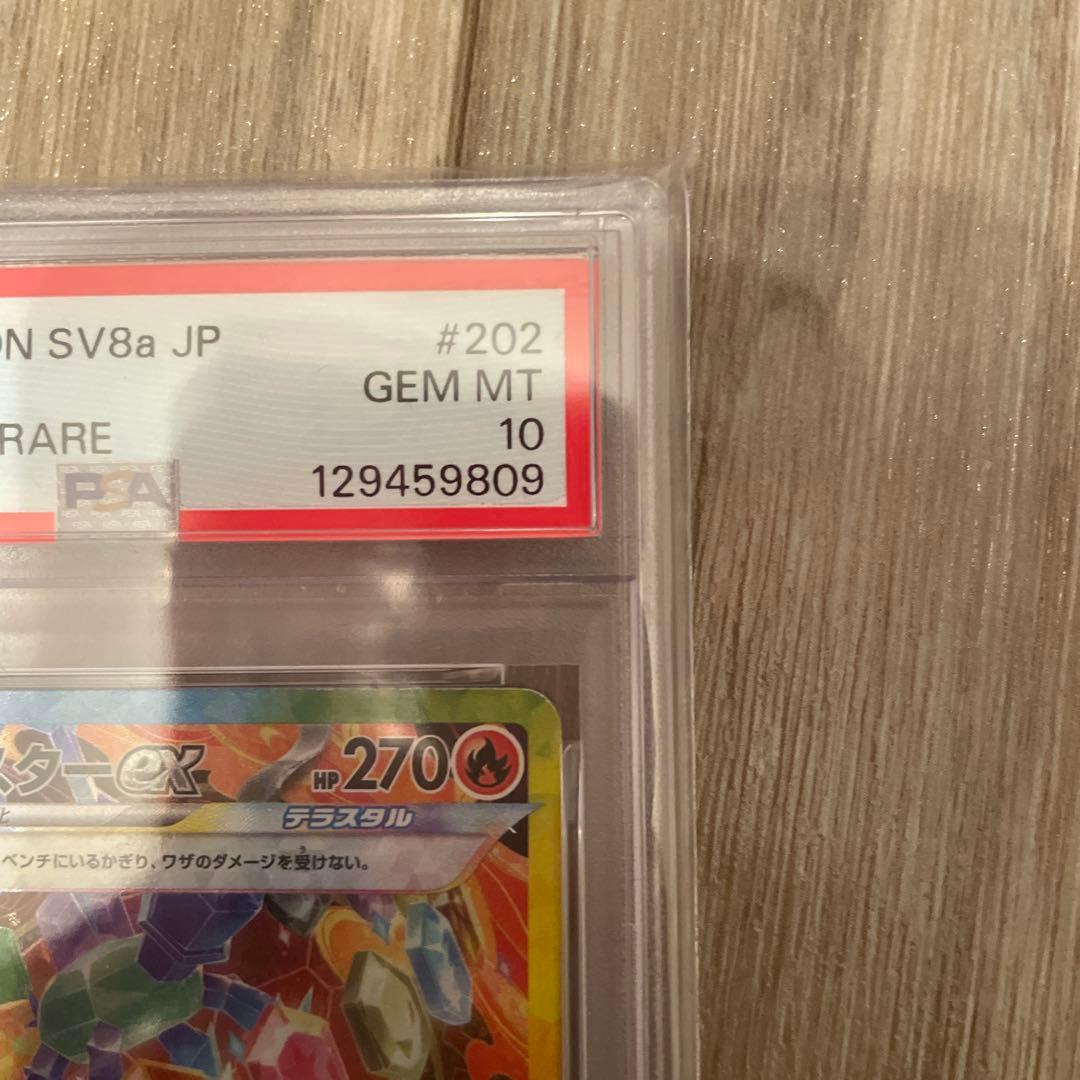 ON SV8a JP #202
GEM MT
RARE 10
PSA
129459809
スターex HP270
テラスタル
ベンチにいるかぎり、ワザのダメージを受けない。